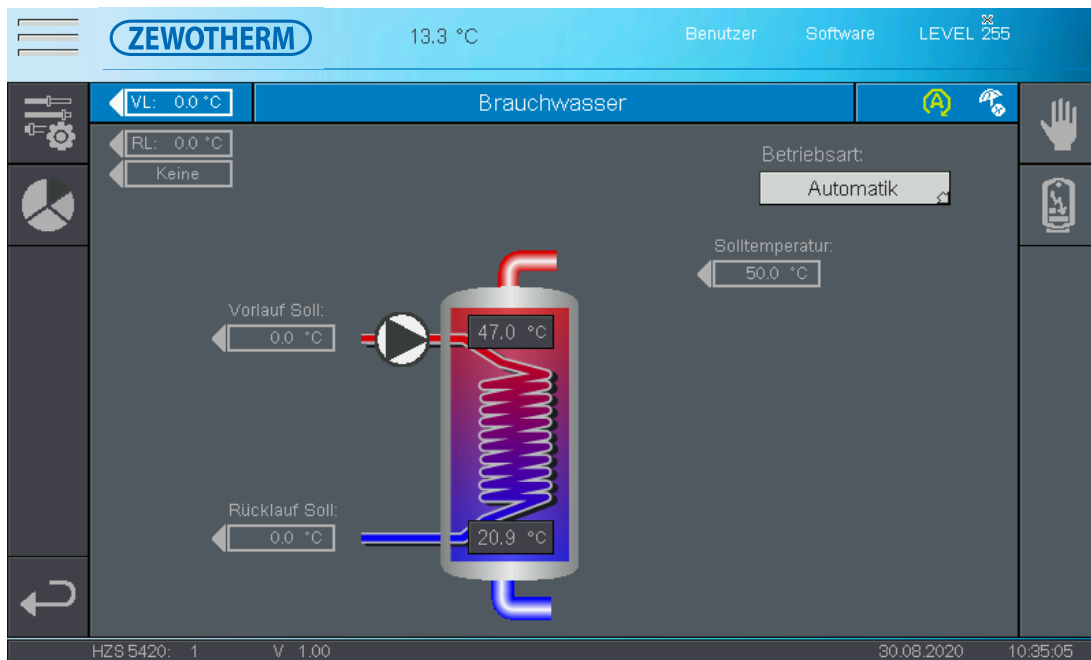 ZEWOTHERM
13.3 °C
Benutzer
Software
LEVEL 255
VL: 0.0 °C
Brauchwasser
A
RL: 0.0 °C
Keine
Betriebsart:
Automatik
Solltemperatur:
50.0 °C
Vorlauf Soll:
0.0 °C
47.0 °C
Rücklauf Soll:
0.0 °C
20.9 °C
HZS 5420: 1 V 1.00
30.08.2020 10:35:05